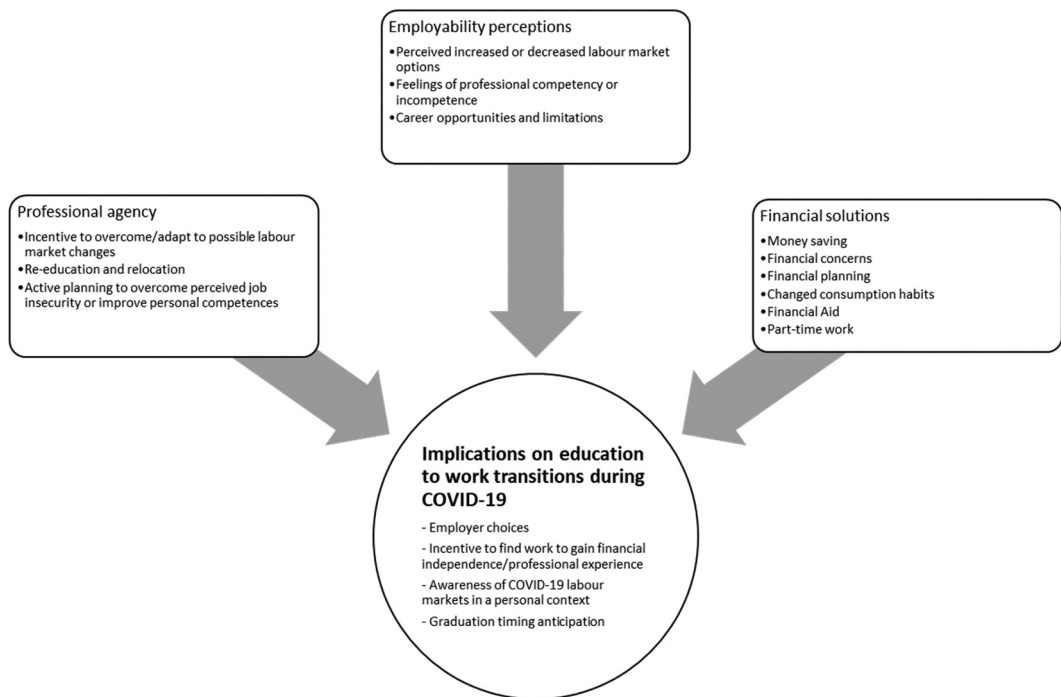 Employability perceptions
•Perceived increased or decreased labour market
options
•Feelings of professional competency or
incompetence
•Career opportunities and limitations
Professional agency
•Incentive to overcome/adapt to possible labour
market changes
•Re-education and relocation
•Active planning to overcome perceived job
insecurity or improve personal competences
Financial solutions
•Money saving
•Financial concerns
•Financial planning
•Changed consumption habits
•Financial Aid
•Part-time work
Implications on education
to work transitions during
COVID-19
- Employer choices
- Incentive to find work to gain financial
independence/professional experience
- Awareness of COVID-19 labour
markets in a personal context
- Graduation timing anticipation